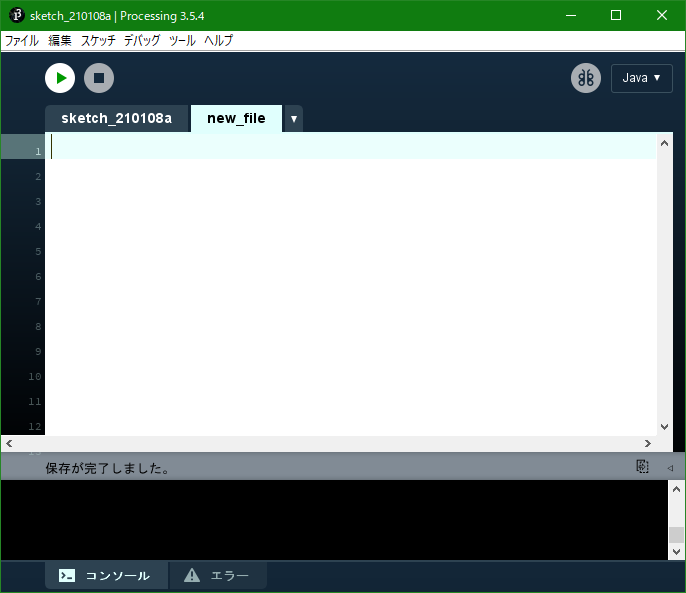 sketch_210108a | Processing 3.5.4
ファイル 編集 スケッチ デバッグ ツール ヘルプ
Java ▼
sketch_210108a new_file ▼
1
2
3
4
5
6
7
8
9
10
11
12
13
保存が完了しました。
コンソール エラー